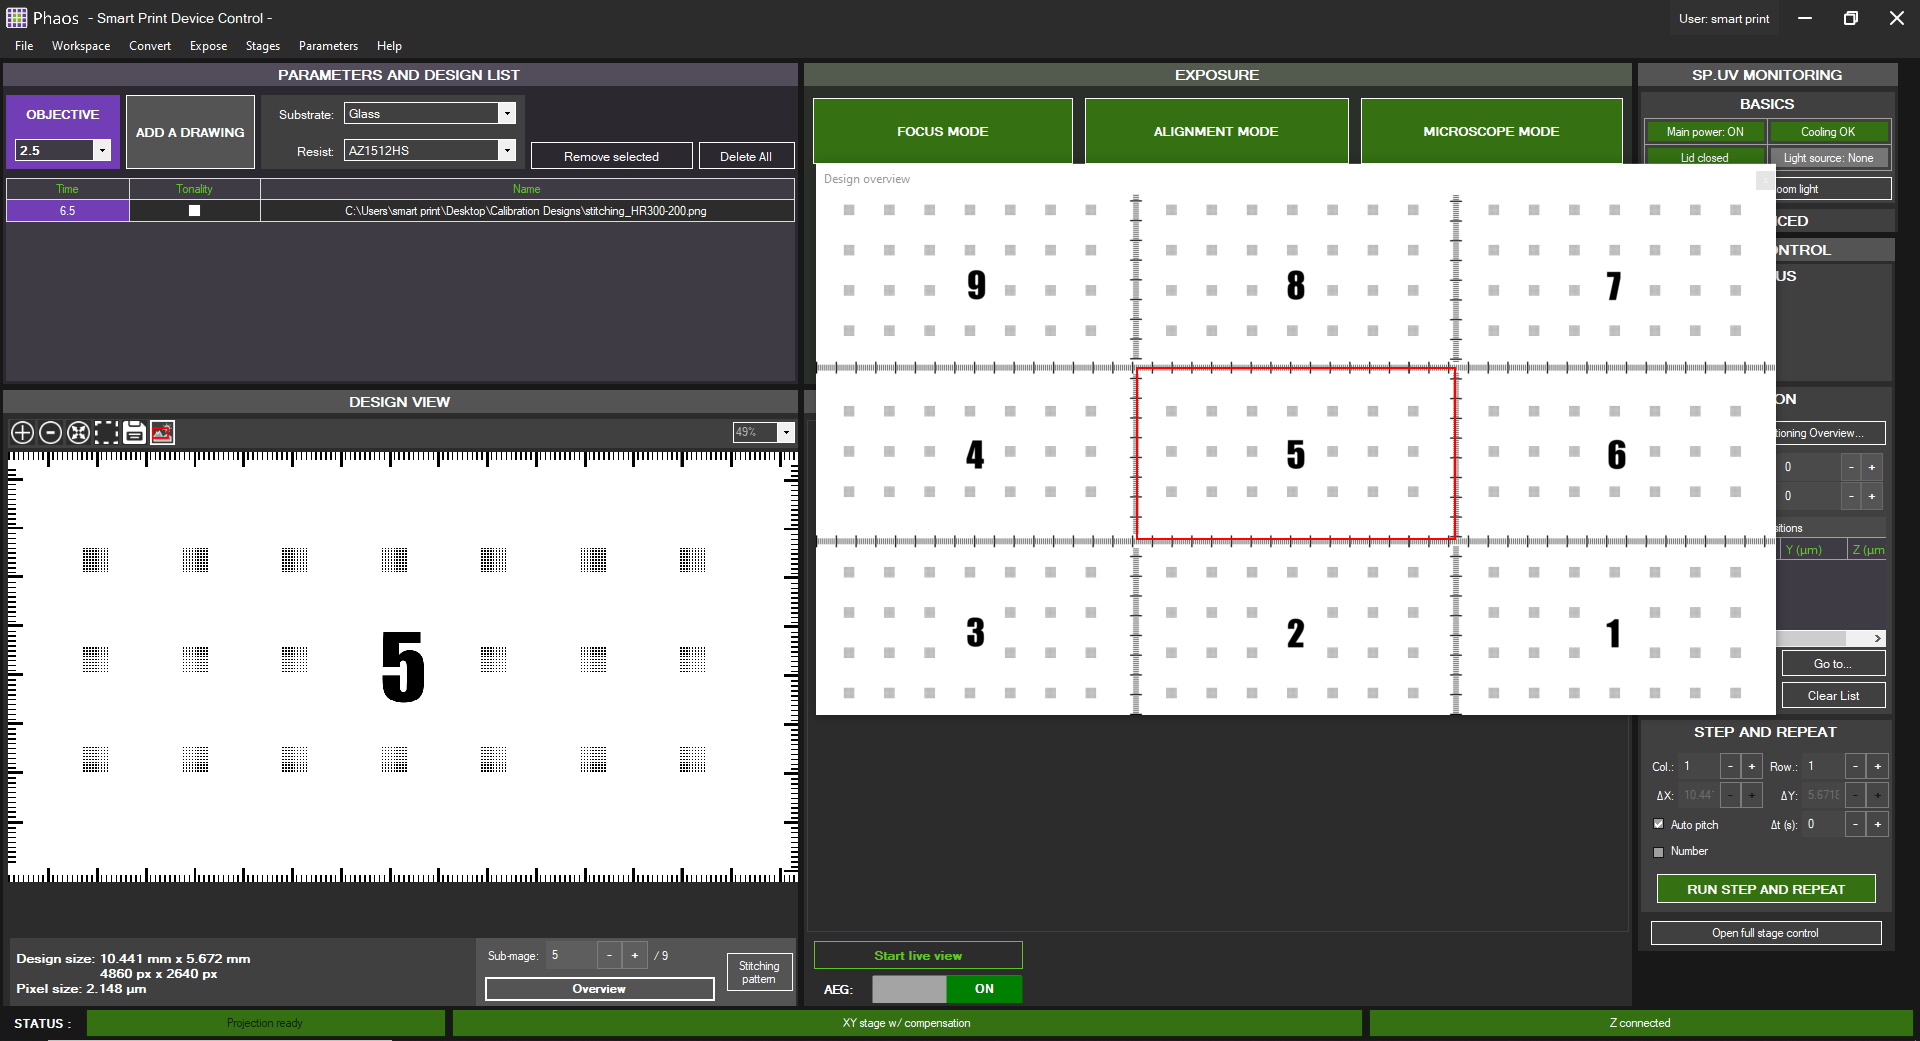 Phaos - Smart Print Device Control -
User: smart print
File Workspace Convert Expose Stages Parameters Help
PARAMETERS AND DESIGN LIST
OBJECTIVE
2.5
ADD A DRAWING
Substrate: Glass
Resist: AZ1512HS
Remove selected
Delete All
Time Tonality Name
6.5 C:\Users\smart print\Desktop\Calibration Designs\stitching_HR300-200.png
DESIGN VIEW
49%
5
Design size: 10.441 mm x 5.672 mm
4860 px x 2640 px
Pixel size: 2.148 µm
Sub-mage: 5 - + / 9
Overview
Stitching
pattern
EXPOSURE
FOCUS MODE
ALIGNMENT MODE
MICROSCOPE MODE
Design overview
9 8 7
4 5 6
3 2 1
Start live view
AEG: ON
SP.UV MONITORING
BASICS
Main power: ON
Cooling OK
Lid closed
Light source: None
oom light
CED
NTROL
US
ON
tioning Overview...
0 - +
0 - +
sitions
Y (µm) Z (µm
Go to...
Clear List
STEP AND REPEAT
Col.: 1 - + Row.: 1 - +
ΔX: 10.441 - + ΔY: 5.6718 - +
Auto pitch Δt (s): 0 - +
Number
RUN STEP AND REPEAT
Open full stage control
STATUS : Projection ready
XY stage w/ compensation
Z connected